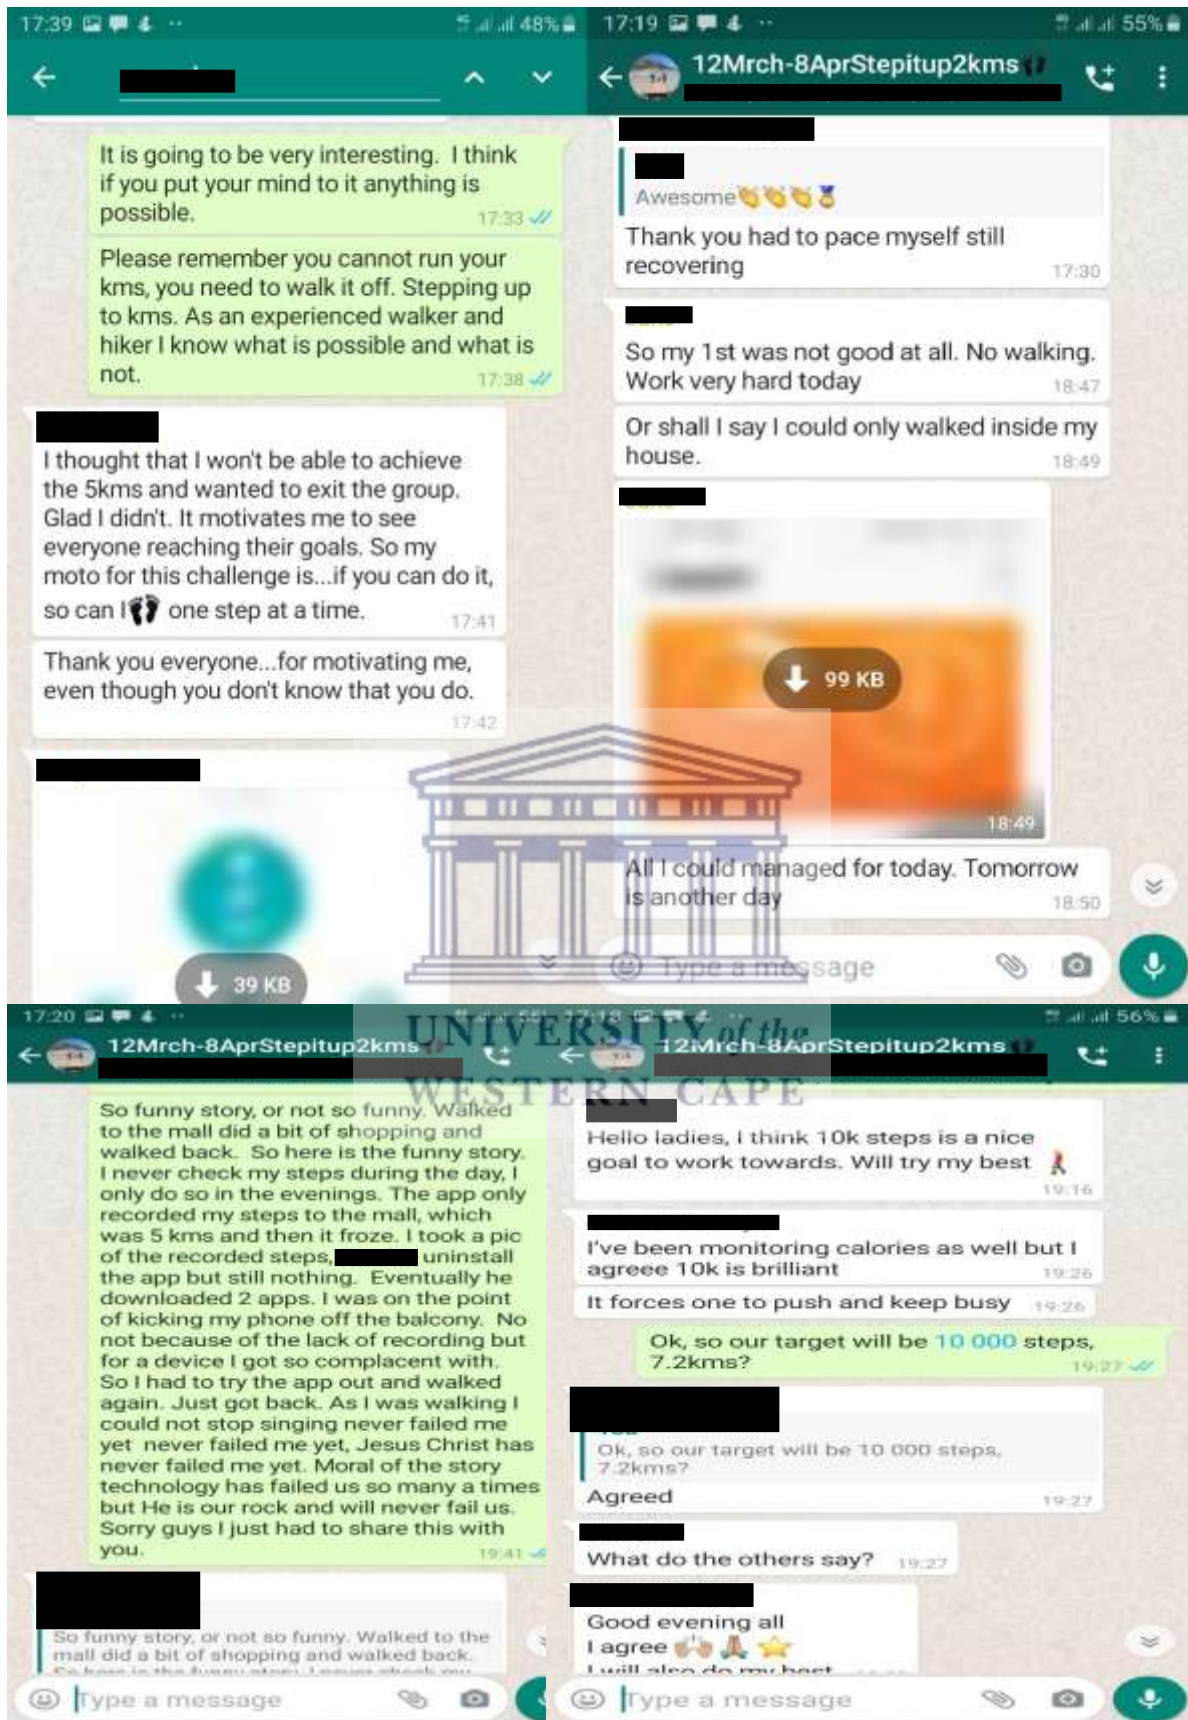 17:39
48%
It is going to be very interesting. I think
if you put your mind to it anything is
possible.
17:33
Please remember you cannot run your
kms, you need to walk it off. Stepping up
to kms. As an experienced walker and
hiker I know what is possible and what is
not.
17:38
I thought that I won't be able to achieve
the 5kms and wanted to exit the group.
Glad I didn't. It motivates me to see
everyone reaching their goals. So my
moto for this challenge is...if you can do it,
so can I👣 one step at a time.
17:41
Thank you everyone...for motivating me,
even though you don't know that you do.
17:42
39 KB
17:19
55%
12Mrch-8AprStepitup2kms👣
Awesome👏👏👏🏅
Thank you had to pace myself still
recovering
17:30
So my 1st was not good at all. No walking.
Work very hard today
18:47
Or shall I say I could only walked inside my
house.
18:49
99 KB
18:49
All I could managed for today. Tomorrow
is another day
18:50
Type a message
UNIVERSITY of the
WESTERN CAPE
17:20
12Mrch-8AprStepitup2kms
So funny story, or not so funny. Walked
to the mall did a bit of shopping and
walked back. So here is the funny story.
I never check my steps during the day, I
only do so in the evenings. The app only
recorded my steps to the mall, which
was 5 kms and then it froze. I took a pic
of the recorded steps, uninstall
the app but still nothing. Eventually he
downloaded 2 apps. I was on the point
of kicking my phone off the balcony. No
not because of the lack of recording but
for a device I got so complacent with.
So I had to try the app out and walked
again. Just got back. As I was walking I
could not stop singing never failed me
yet never failed me yet, Jesus Christ has
never failed me yet. Moral of the story
technology has failed us so many a times
but He is our rock and will never fail us.
Sorry guys I just had to share this with
you.
19:41
So funny story, or not so funny. Walked to the
mall did a bit of shopping and walked back.
So here is the funny story. I never check my
Type a message
56%
12Mrch-8AprStepitup2kms
Hello ladies, i think 10k steps is a nice
goal to work towards. Will try my best 🚶
19:16
I've been monitoring calories as well but I
agreee 10k is brilliant
19:26
It forces one to push and keep busy
19:26
Ok, so our target will be 10 000 steps,
7.2kms?
19:27
Ok, so our target will be 10 000 steps,
7.2kms?
Agreed
19:27
What do the others say?
19:27
Good evening all
I agree 🙌🙏⭐
I will also do my best
Type a message